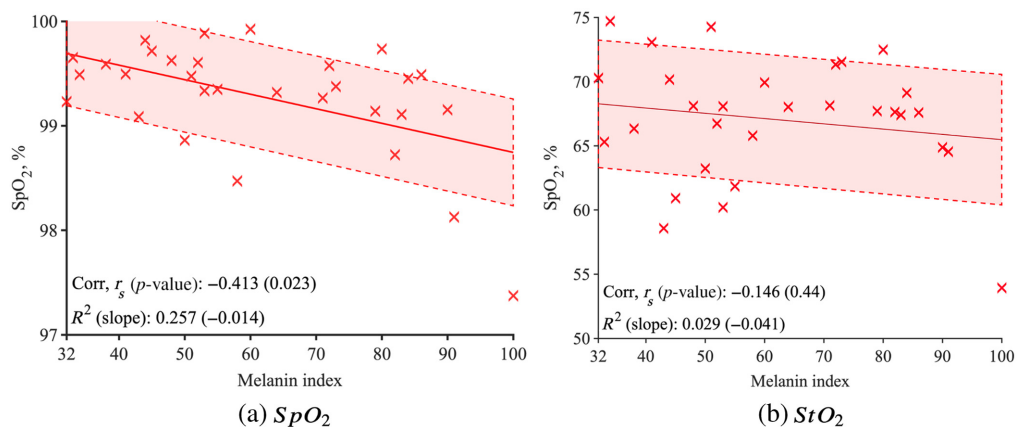 100
99
98
97
SpO2, %
Corr, rs (p-value): −0.413 (0.023)
R2 (slope): 0.257 (−0.014)
32 40 50 60 70 80 90 100
Melanin index
(a) SpO2
75
70
65
60
55
50
SpO2, %
Corr, rs (p-value): −0.146 (0.44)
R2 (slope): 0.029 (−0.041)
32 40 50 60 70 80 90 100
Melanin index
(b) StO2